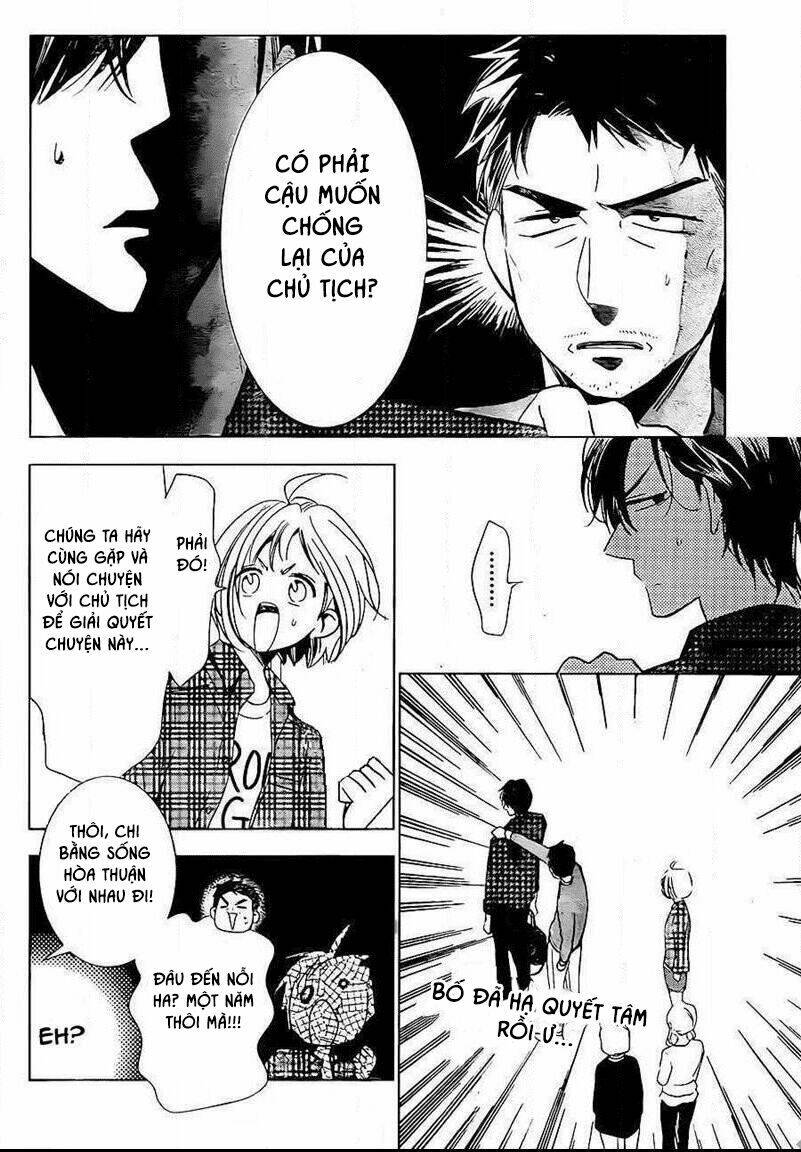 CÓ PHẢI
CẬU MUỐN
CHỐNG
LẠI CỦA
CHỦ TỊCH?
........
PHẢI
ĐÓ!
CHÚNG TA HÃY
CÙNG GẶP VÀ
NÓI CHUYỆN
VỚI CHỦ TỊCH
ĐỂ GIẢI QUYẾT
CHUYỆN NÀY...
RO
G
BỐ ĐÃ HẠ QUYẾT TÂM
RỒI Ư...
THÔI, CHI
BẰNG SỐNG
HÒA THUẬN
VỚI NHAU ĐI!
ĐÂU ĐẾN NỖI
HA? MỘT NĂM
THÔI MÀ!!!
EH?